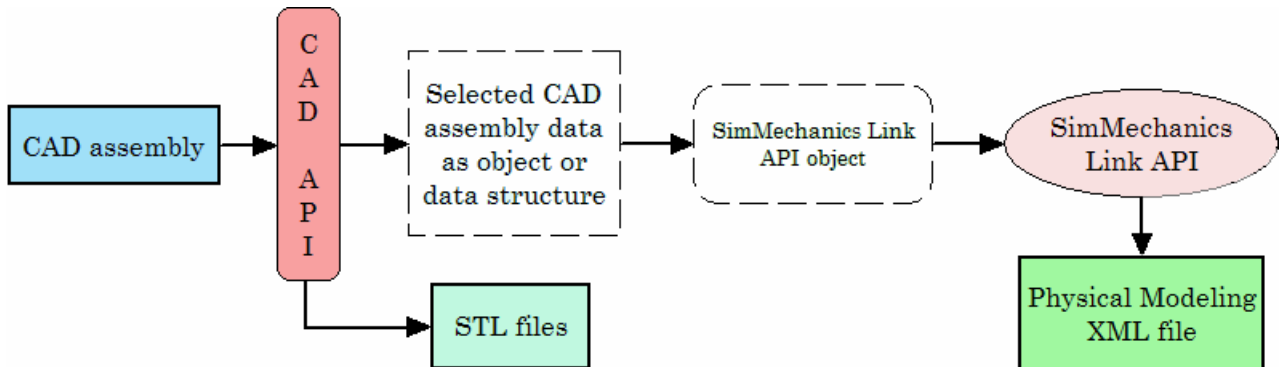 CAD assembly
C
A
D
A
P
I
Selected CAD
assembly data
as object or
data structure
SimMechanics Link
API object
SimMechanics
Link API
STL files
Physical Modeling
XML file